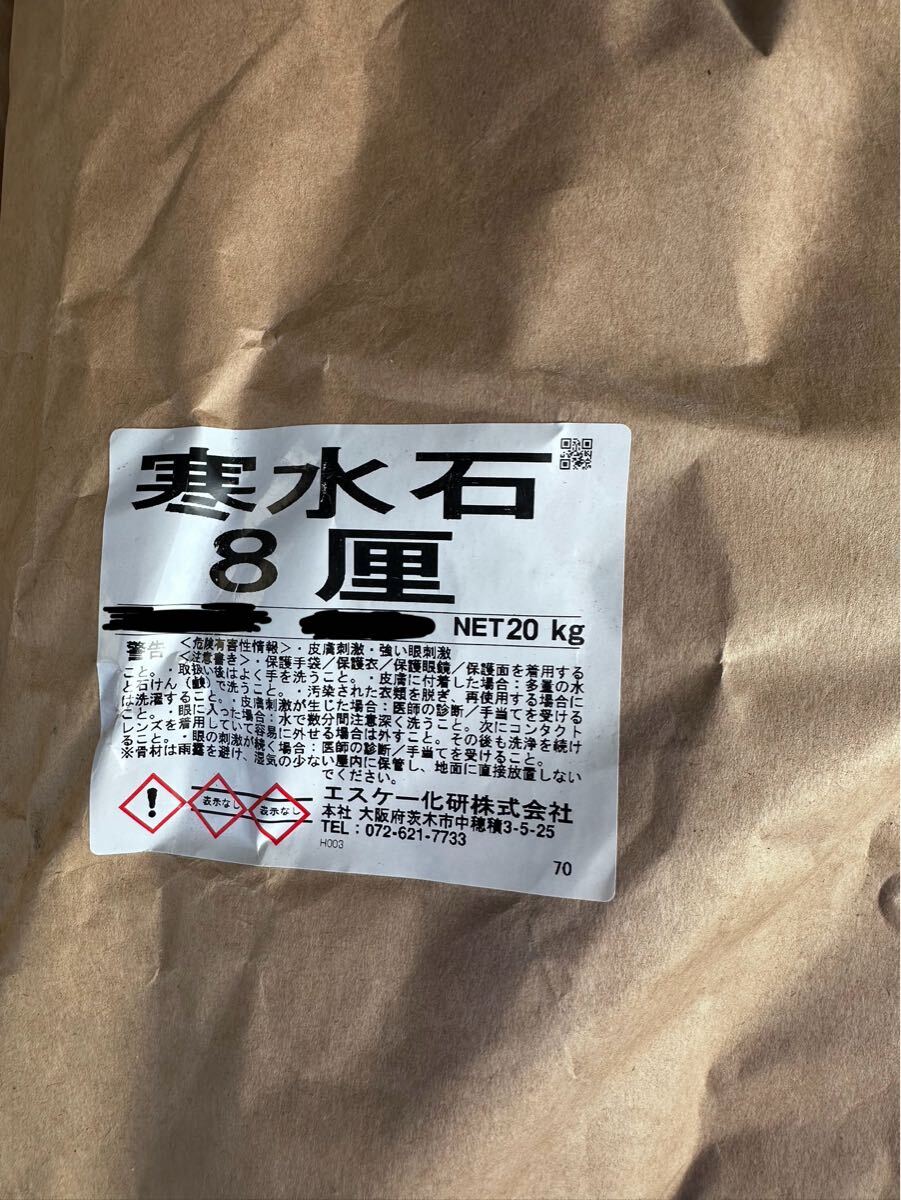 寒水石
8厘
NET20 kg
警告 <危険有害性情報>・皮膚刺激・強い眼刺激
<注意書き>・保護手袋/保護衣/保護眼鏡/保護面を着用する
こと。・取扱い後はよく手を洗うこと。・皮膚に付着した場合:多量の水
と石けん(鹸)で洗うこと。・汚染された衣類を脱ぎ、再使用する場合に
は洗濯すること。・皮膚刺激が生じた場合:医師の診断/手当てを受ける
こと。・眼に入った場合:水で数分間注意深く洗うこと。次にコンタクト
レンズを着用していて容易に外せる場合は外すこと。その後も洗浄を続け
ること。・眼の刺激が続く場合:医師の診断/手当てを受けること。
※骨材は雨露を避け、湿気の少ない屋内に保管し、地面に直接放置しない
でください。
表示なし
表示なし
エスケー化研株式会社
本社 大阪府茨木市中穂積3-5-25
TEL:072-621-7733
H003
70